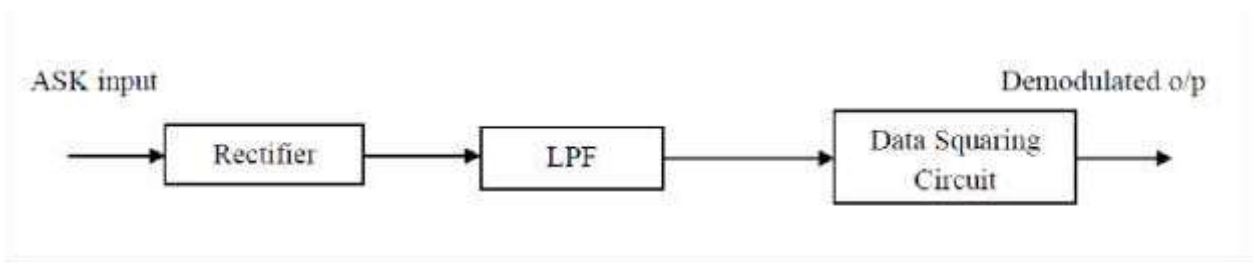 ASK input
Demodulated o/p
Rectifier
LPF
Data Squaring
Circuit